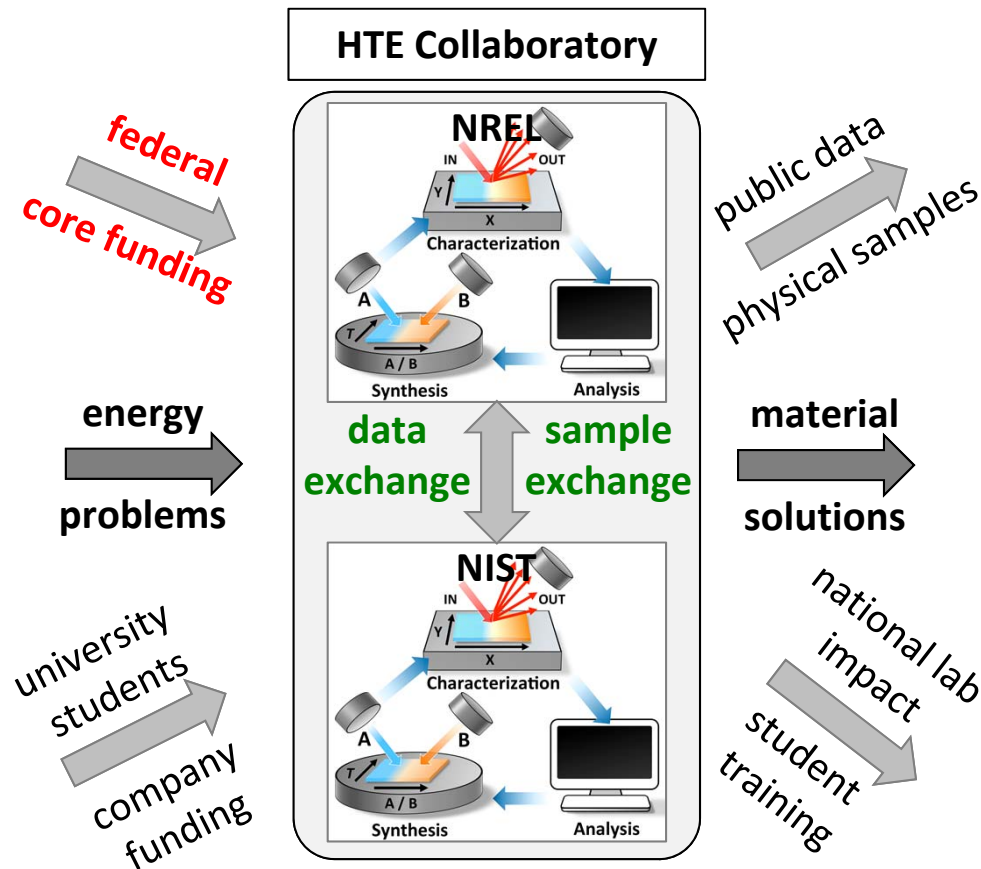 HTE Collaboratory
federal
core funding
energy
problems
university
students
company
funding
NREL
IN
OUT
Y
X
Characterization
A
B
T
A / B
Synthesis
Analysis
data
exchange
sample
exchange
NIST
IN
OUT
Y
X
Characterization
A
B
T
A / B
Synthesis
Analysis
public data
physical samples
material
solutions
national lab
impact
student
training